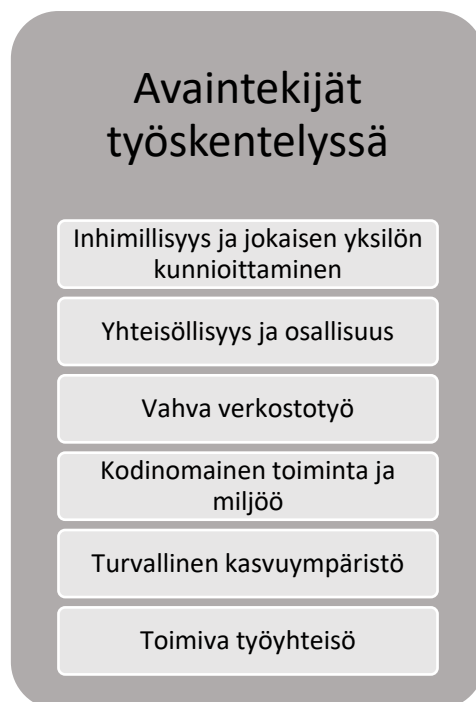 Avaintekijät
työskentelyssä
Inhimillisyys ja jokaisen yksilön
kunnioittaminen
Yhteisöllisyys ja osallisuus
Vahva verkostotyö
Kodinomainen toiminta ja
miljöö
Turvallinen kasvuympäristö
Toimiva työyhteisö